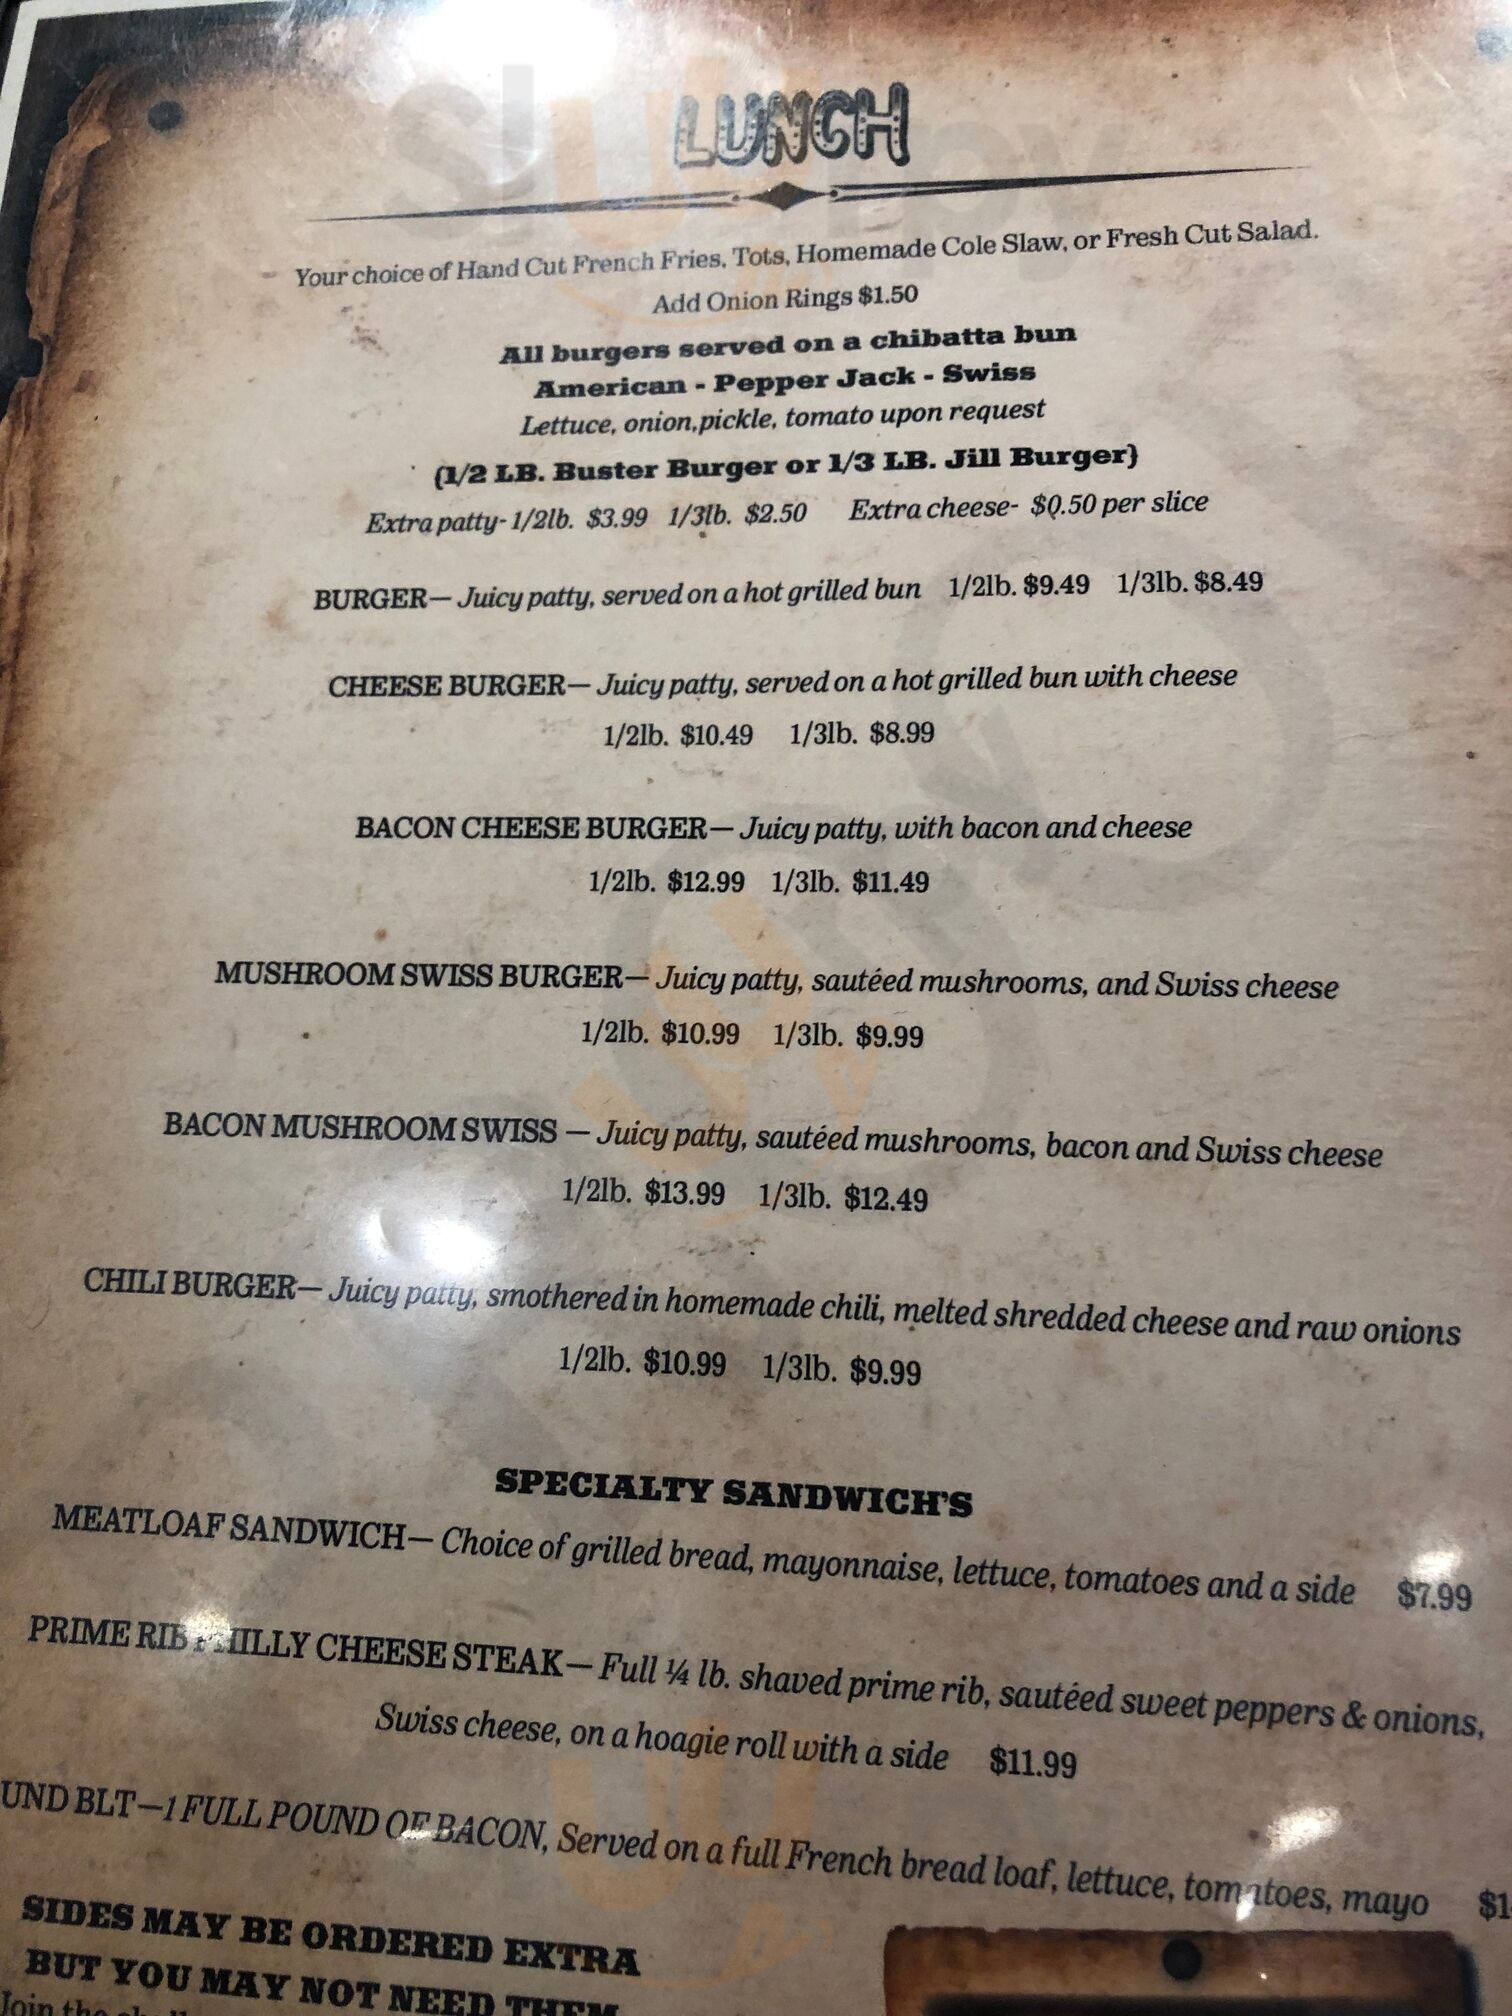 LUNCH
Your choice of Hand Cut French Fries, Tots, Homemade Cole Slaw, or Fresh Cut Salad.
Add Onion Rings $1.50
All burgers served on a chibatta bun
American - Pepper Jack - Swiss
Lettuce, onion,pickle, tomato upon request
(1/2 LB. Buster Burger or 1/3 LB. Jill Burger)
Extra patty- 1/2lb. $3.99 1/3lb. $2.50 Extra cheese- $0.50 per slice
BURGER— Juicy patty, served on a hot grilled bun 1/2lb. $9.49 1/3lb. $8.49
CHEESE BURGER— Juicy patty, served on a hot grilled bun with cheese
1/2lb. $10.49 1/3lb. $8.99
BACON CHEESE BURGER— Juicy patty, with bacon and cheese
1/2lb. $12.99 1/3lb. $11.49
MUSHROOM SWISS BURGER— Juicy patty, sautéed mushrooms, and Swiss cheese
1/2lb. $10.99 1/3lb. $9.99
BACON MUSHROOM SWISS — Juicy patty, sautéed mushrooms, bacon and Swiss cheese
1/2lb. $13.99 1/3lb. $12.49
CHILI BURGER— Juicy patty, smothered in homemade chili, melted shredded cheese and raw onions
1/2lb. $10.99 1/3lb. $9.99
SPECIALTY SANDWICH'S
MEATLOAF SANDWICH— Choice of grilled bread, mayonnaise, lettuce, tomatoes and a side $7.99
PRIME RIB PHILLY CHEESE STEAK— Full ¼ lb. shaved prime rib, sautéed sweet peppers & onions,
Swiss cheese, on a hoagie roll with a side $11.99
UND BLT—1 FULL POUND OF BACON, Served on a full French bread loaf, lettuce, tomatoes, mayo $1
SIDES MAY BE ORDERED EXTRA
BUT YOU MAY NOT NEED THEM
Join the